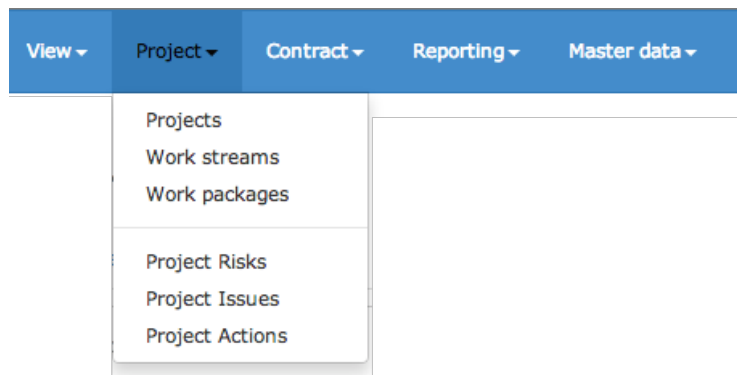 View Project Contract Reporting Master data
Projects
Work streams
Work packages
Project Risks
Project Issues
Project Actions